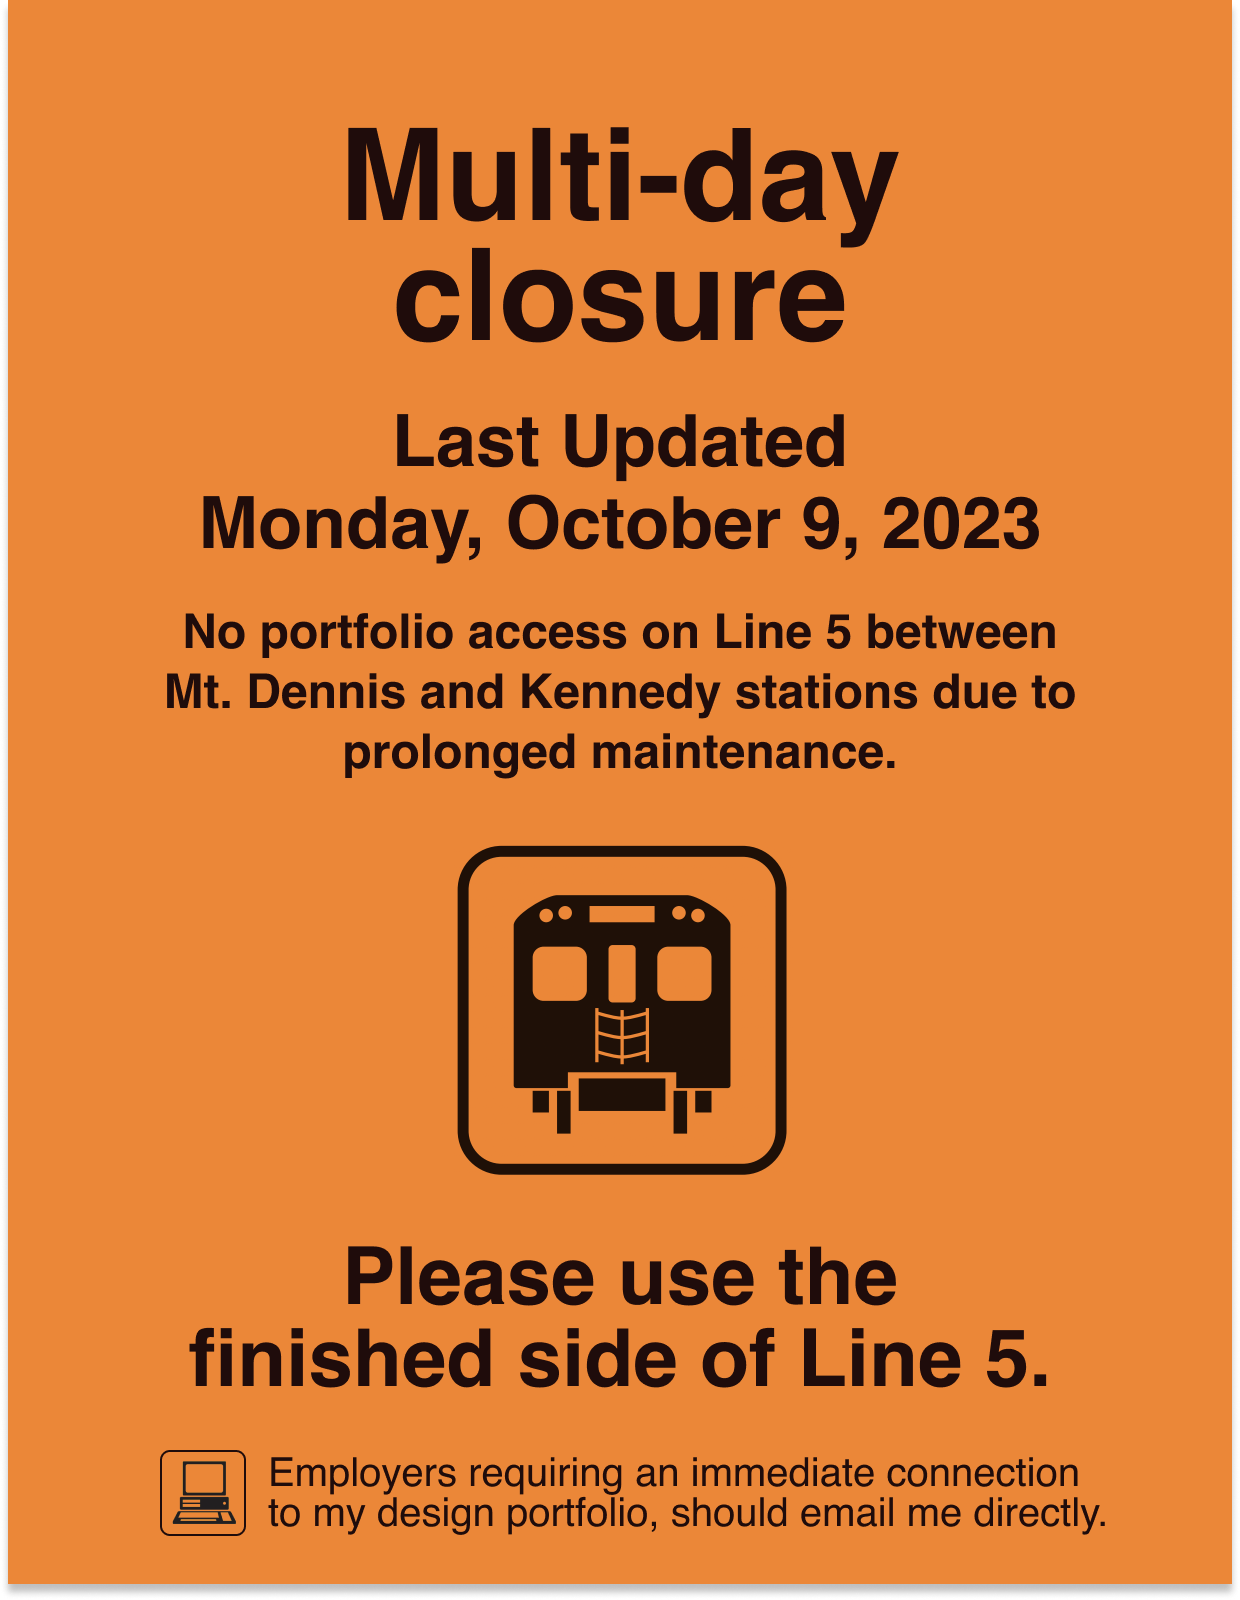 Multi-day
closure
Last Updated
Monday, October 9, 2023
No portfolio access on Line 5 between
Mt. Dennis and Kennedy stations due to
prolonged maintenance.
Please use the
finished side of Line 5.
Employers requiring an immediate connection
to my design portfolio, should email me directly.